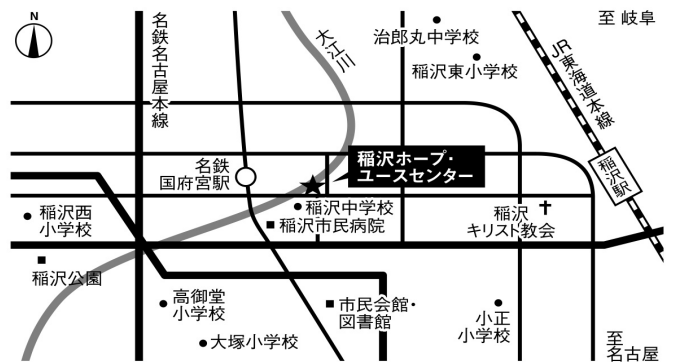 N
名鉄名古屋本線
大江川
治郎丸中学校
稲沢東小学校
至 岐阜
JR東海道本線
稲沢駅
名鉄
国府宮駅
稲沢ホープ・
ユースセンター
稲沢中学校
稲沢市民病院
稲沢
キリスト教会
稲沢西
小学校
稲沢公園
高御堂
小学校
大塚小学校
市民会館・
図書館
小正
小学校
至
名古屋